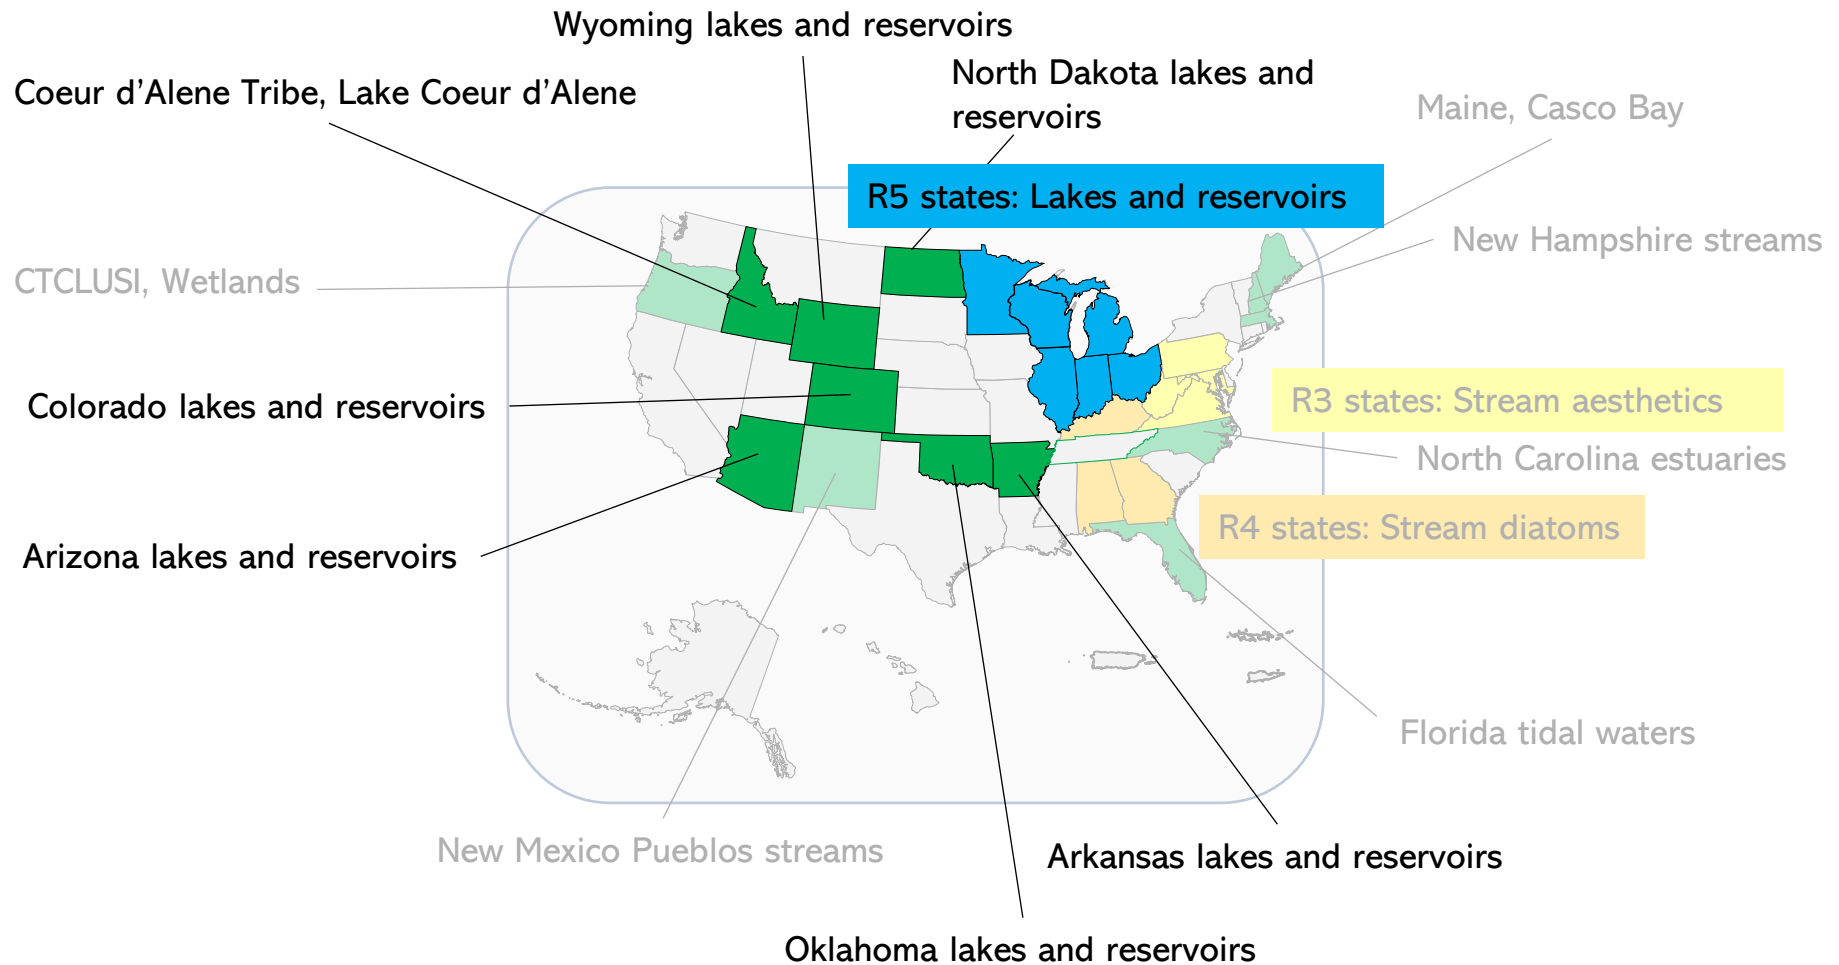 Wyoming lakes and reservoirs
North Dakota lakes and
reservoirs
Coeur d’Alene Tribe, Lake Coeur d’Alene
Maine, Casco Bay
R5 states: Lakes and reservoirs
New Hampshire streams
CTCLUSI, Wetlands
Colorado lakes and reservoirs
R3 states: Stream aesthetics
North Carolina estuaries
R4 states: Stream diatoms
Arizona lakes and reservoirs
Florida tidal waters
New Mexico Pueblos streams
Arkansas lakes and reservoirs
Oklahoma lakes and reservoirs